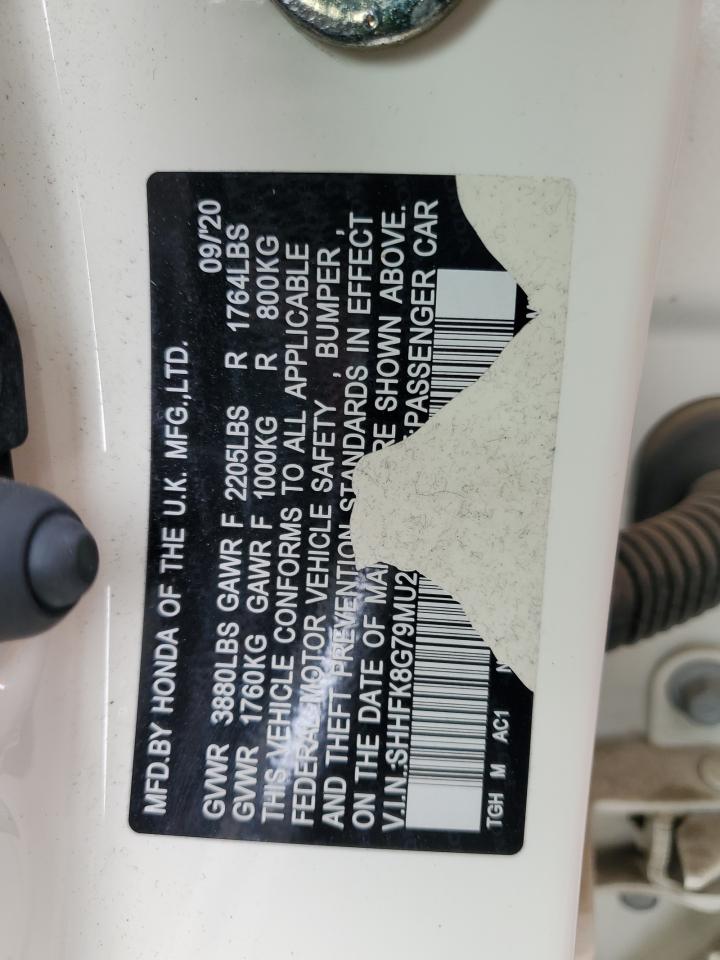 MFD.BY HONDA OF THE U.K. MFG.,LTD.
09/'20
GVWR 3880LBS GAWR F 2205LBS R 1764LBS
GVWR 1760KG GAWR F 1000KG R 800KG
THIS VEHICLE CONFORMS TO ALL APPLICABLE
FEDERAL MOTOR VEHICLE SAFETY , BUMPER ,
AND THEFT PREVENTION STANDARDS IN EFFECT
ON THE DATE OF MA RE SHOWN ABOVE.
V.I.N.:SHHFK8G79MU2 :PASSENGER CAR
TGH M AC1